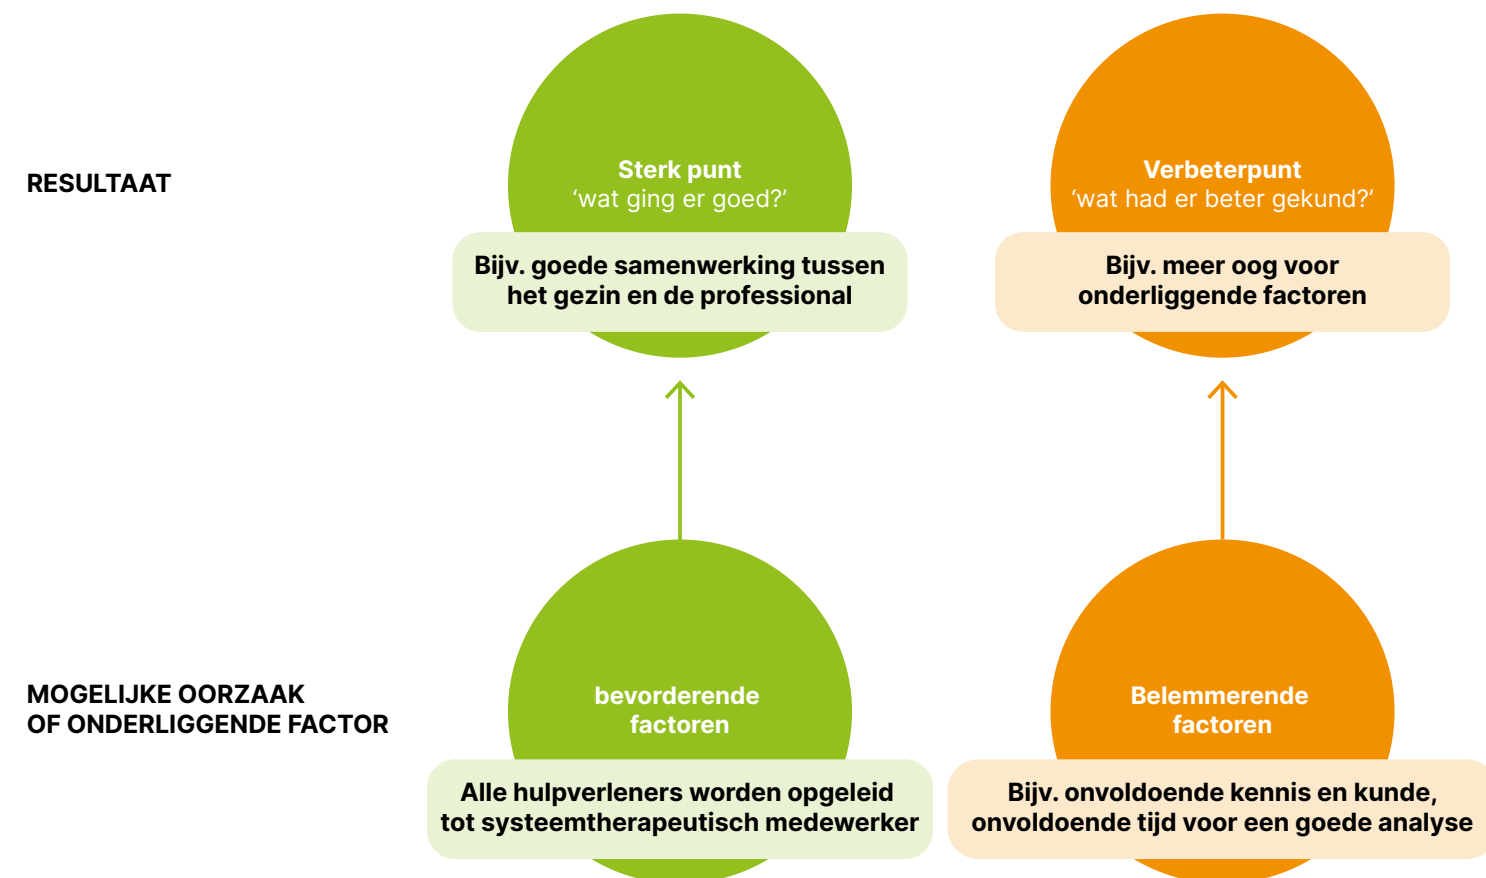 RESULTAAT
Sterk punt
‘wat ging er goed?’
Bijv. goede samenwerking tussen
het gezin en de professional
Verbeterpunt
‘wat had er beter gekund?’
Bijv. meer oog voor
onderliggende factoren
MOGELIJKE OORZAAK
OF ONDERLIGGENDE FACTOR
bevorderende
factoren
Alle hulpverleners worden opgeleid
tot systeemtherapeutisch medewerker
Belemmerende
factoren
Bijv. onvoldoende kennis en kunde,
onvoldoende tijd voor een goede analyse